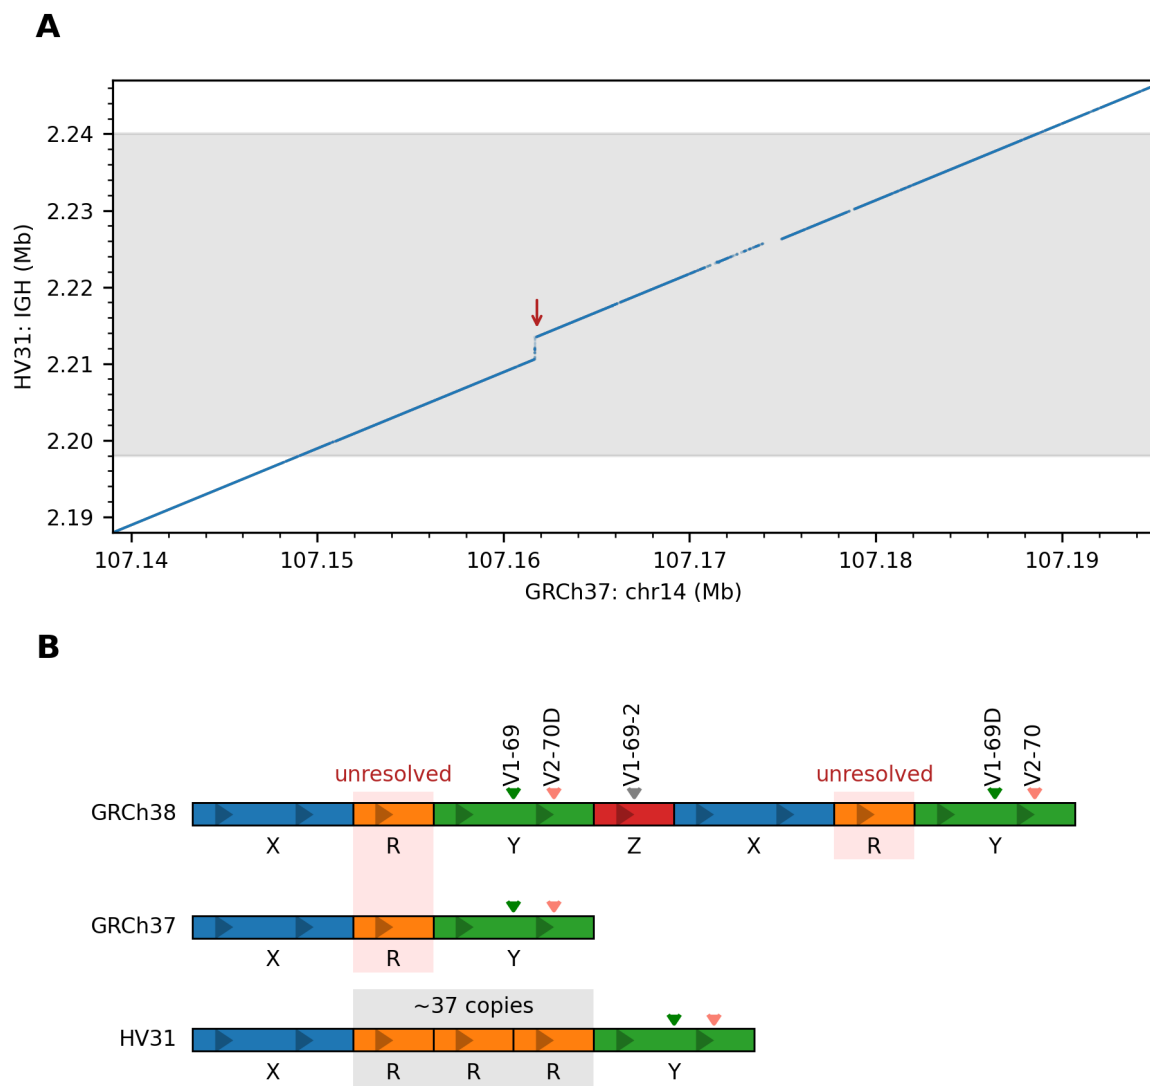 A
2.24
2.23
2.22
2.21
2.20
2.19
HV31: IGH (Mb)
107.14 107.15 107.16 107.17 107.18 107.19
GRCh37: chr14 (Mb)
B
V1-69 V2-70D V1-69-2 V1-69D V2-70
unresolved unresolved
GRCh38
X R Y Z X R Y
GRCh37
X R Y
~37 copies
HV31
X R R R Y